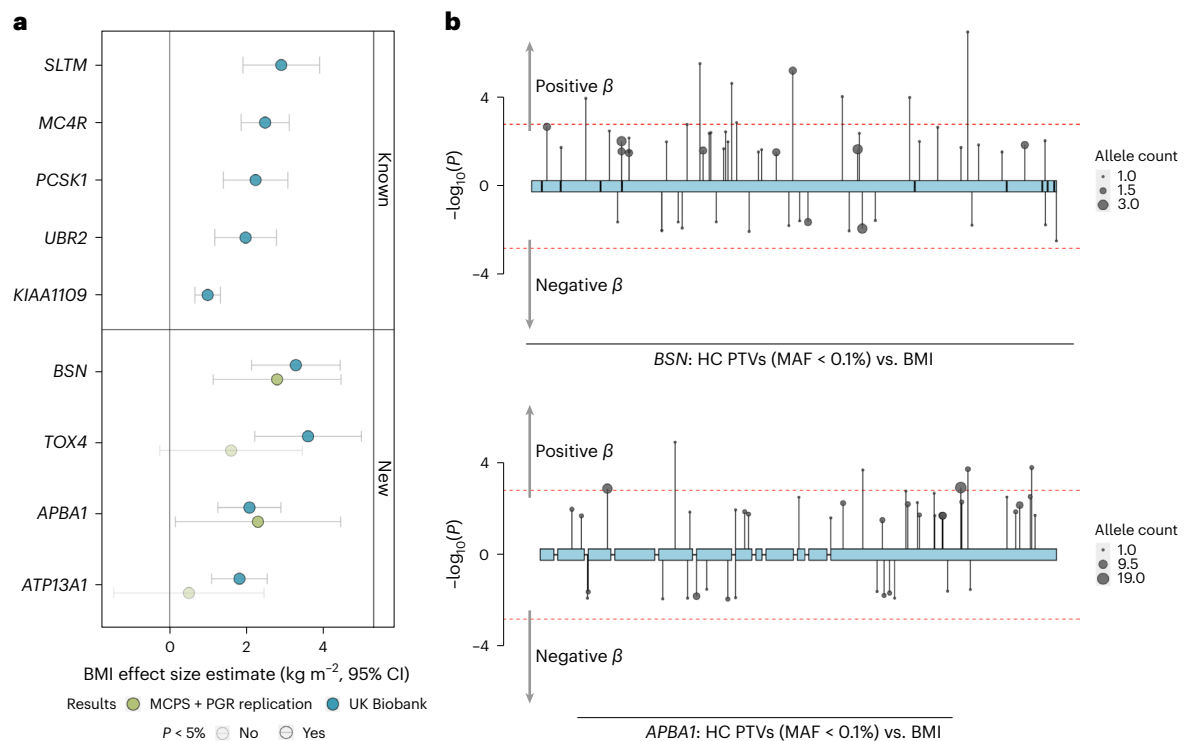 a
SLTM
MC4R
PCSK1
UBR2
KIAA1109
Known
BSN
TOX4
APBA1
ATP13A1
New
0 2 4
BMI effect size estimate (kg m⁻², 95% CI)
Results MCPS + PGR replication UK Biobank
P < 5% No Yes
b
Positive β
4
0
−4
−log₁₀(P)
Negative β
Allele count
1.0
1.5
3.0
BSN: HC PTVs (MAF < 0.1%) vs. BMI
Positive β
4
0
−4
−log₁₀(P)
Negative β
Allele count
1.0
9.5
19.0
APBA1: HC PTVs (MAF < 0.1%) vs. BMI